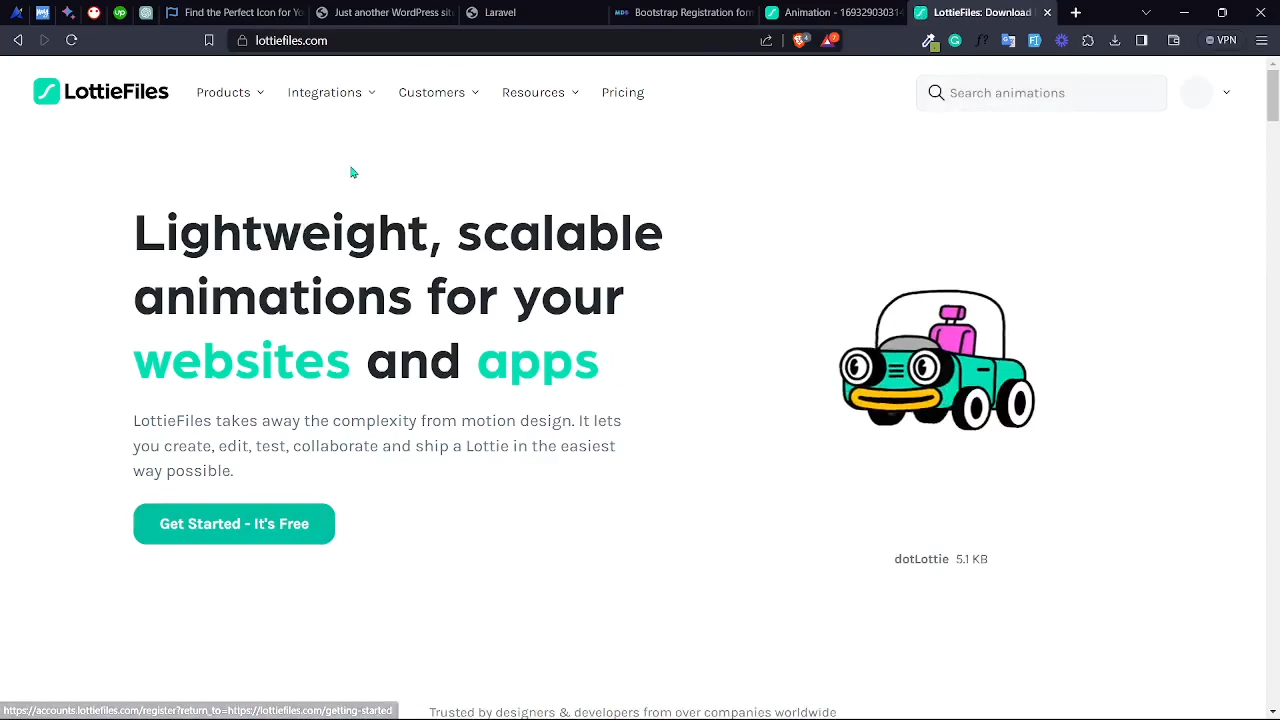 Find the Perfect Icon for Yo
Just another WordPress sit
Laravel
Bootstrap Registration form
Animation - 169329030314
LottieFiles: Download
lottiefiles.com
VPN
LottieFiles
Products
Integrations
Customers
Resources
Pricing
Search animations
Lightweight, scalable
animations for your
websites and apps
LottieFiles takes away the complexity from motion design. It lets
you create, edit, test, collaborate and ship a Lottie in the easiest
way possible.
Get Started - It's Free
dotLottie 5.1 KB
https://accounts.lottiefiles.com/register?return_to=https://lottiefiles.com/getting-started
Trusted by designers & developers from over companies worldwide